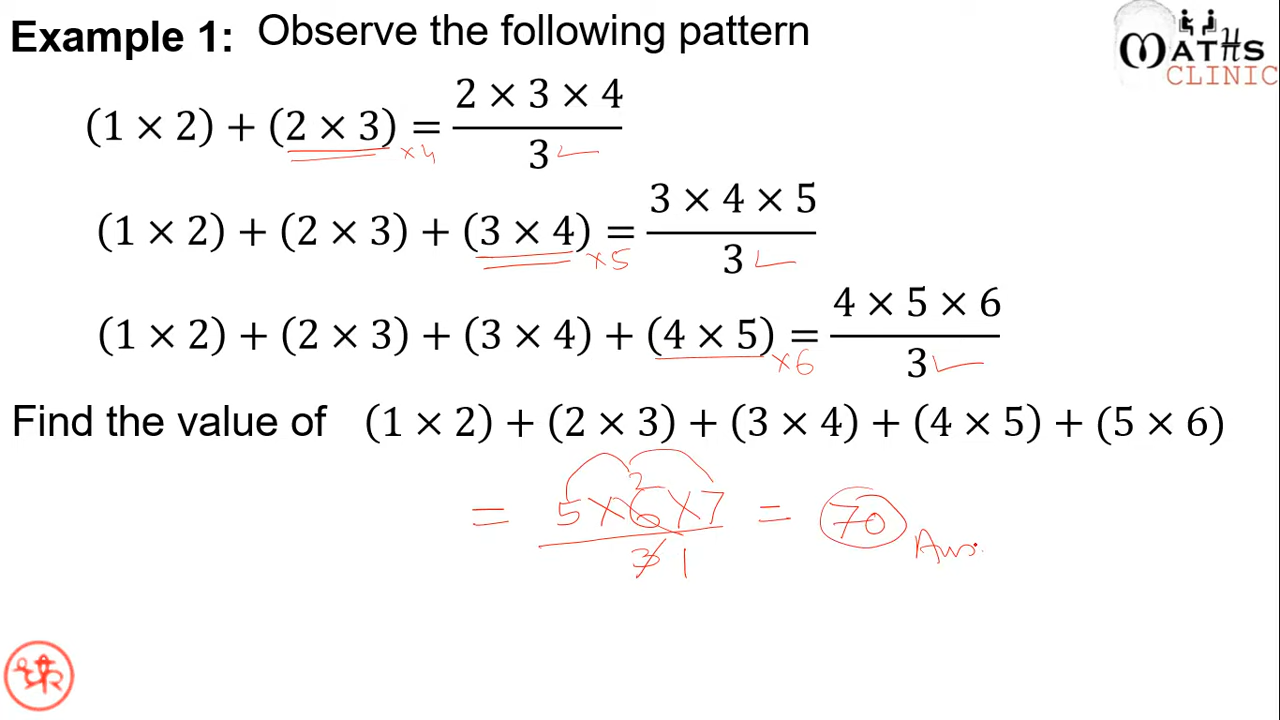 Example 1: Observe the following pattern
MATHS
CLINIC
(1 × 2) + (2 × 3) = 2 × 3 × 4 / 3
×4
(1 × 2) + (2 × 3) + (3 × 4) = 3 × 4 × 5 / 3
×5
(1 × 2) + (2 × 3) + (3 × 4) + (4 × 5) = 4 × 5 × 6 / 3
×6
Find the value of (1 × 2) + (2 × 3) + (3 × 4) + (4 × 5) + (5 × 6)
2
= 5×6×7 / 3 = 70 Ans.
1